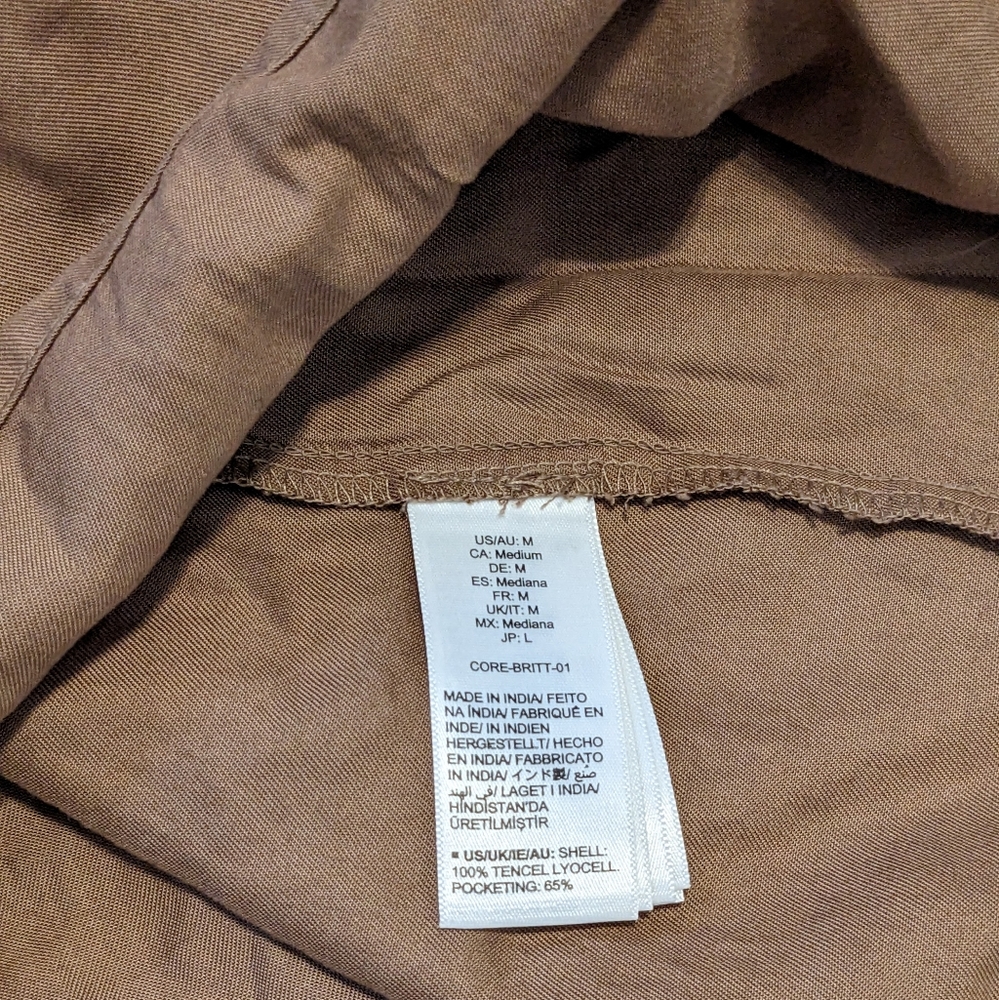 US/AU: M
CA: Medium
DE: M
ES: Mediana
FR: M
UK/IT: M
MX: Mediana
JP: L
CORE-BRITT-01
MADE IN INDIA/ FEITO
NA ÍNDIA/ FABRIQUÉ EN
INDE/ IN INDIEN
HERGESTELLT/ HECHO
EN INDIA/ FABBRICATO
IN INDIA/ インド製/ صنع
في الهند/ LAGET I INDIA/
HİNDİSTAN'DA
ÜRETİLMİŞTİR
US/UK/IE/AU: SHELL:
100% TENCEL LYOCELL.
POCKETING: 65%